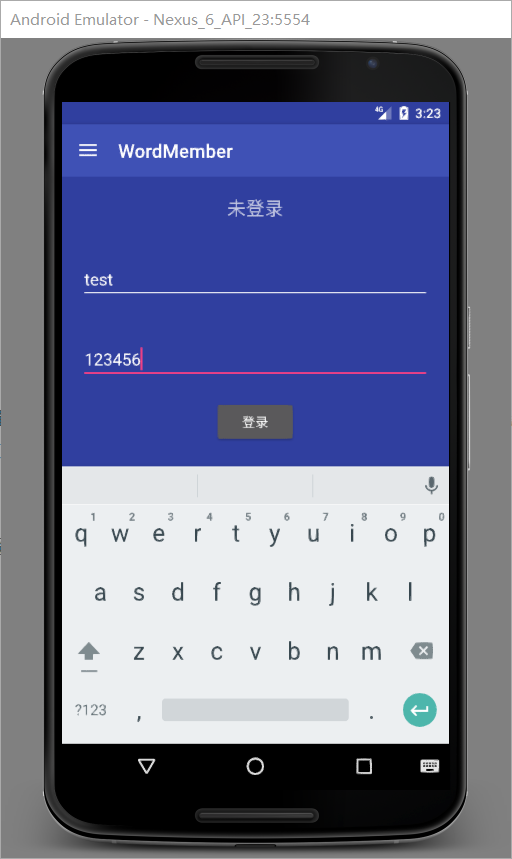 Android Emulator - Nexus_6_API_23:5554
4G 3:23
WordMember
未登录
test
123456
登录
1 2 3 4 5 6 7 8 9 0
q w e r t y u i o p
a s d f g h j k l
z x c v b n m
?123 , .